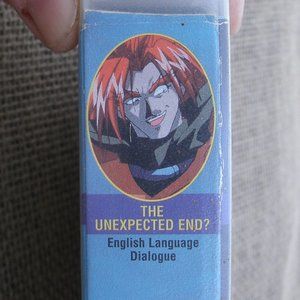 THE
UNEXPECTED END?
English Language
Dialogue